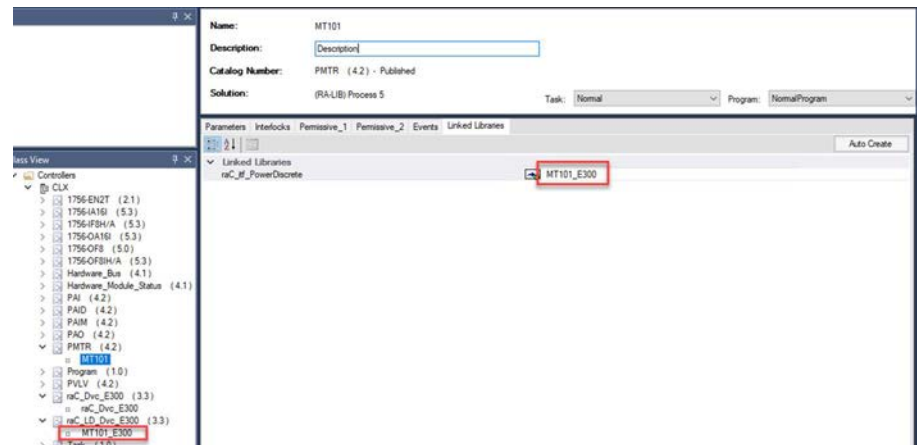 Name: MT101
Description: Description
Catalog Number: PMTR (4.2) - Published
Solution: (RA-LIB) Process 5 Task: Normal Program: NormalProgram
Parameters Interlocks Permissive_1 Permissive_2 Events Linked Libraries
Auto Create
Linked Libraries
raC_itf_PowerDiscrete MT101_E300
lass View
Controllers
CLX
1756-EN2T (2.1)
1756-IA16I (5.3)
1756-IF8H/A (5.3)
1756-OA16I (5.3)
1756-OF8 (5.0)
1756-OF8IH/A (5.3)
Hardware_Bus (4.1)
Hardware_Module_Status (4.1)
PAI (4.2)
PAID (4.2)
PAIM (4.2)
PAO (4.2)
PMTR (4.2)
MT101
Program (1.0)
PVLV (4.2)
raC_Dvc_E300 (3.3)
raC_Dvc_E300
raC_LD_Dvc_E300 (3.3)
MT101_E300
Task (1.0)